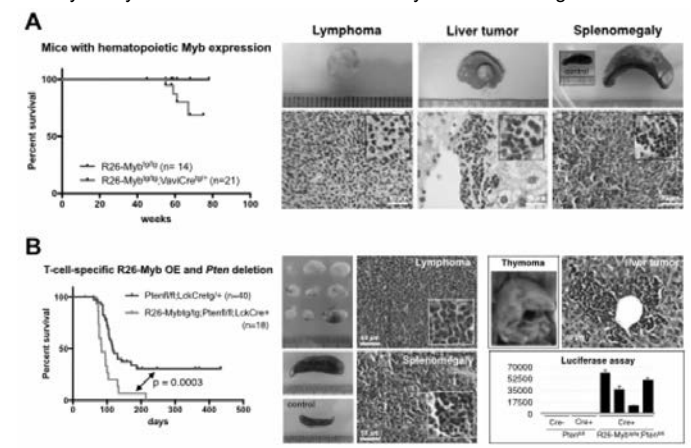 A
Mice with hematopoietic Myb expression
Percent survival
100
50
0
R26-Myb^tg/tg (n= 14)
R26-Myb^tg/tg;VaviCre^tg/+ (n=21)
0 20 40 60 80 100
weeks
Lymphoma
Liver tumor
Splenomegaly
control
B
T-cell-specific R26-Myb OE and Pten deletion
Percent survival
100
50
0
Ptenfl/fl;LckCretg/+ (n=40)
R26-Mybtg/tg;Ptenfl/fl;LckCre+
(n=18)
p = 0.0003
0 100 200 300 400 500
days
control
Lymphoma
Splenomegaly
Thymoma
Liver tumor
Luciferase assay
70000
52500
35000
17500
0
Cre- Cre+ Cre+